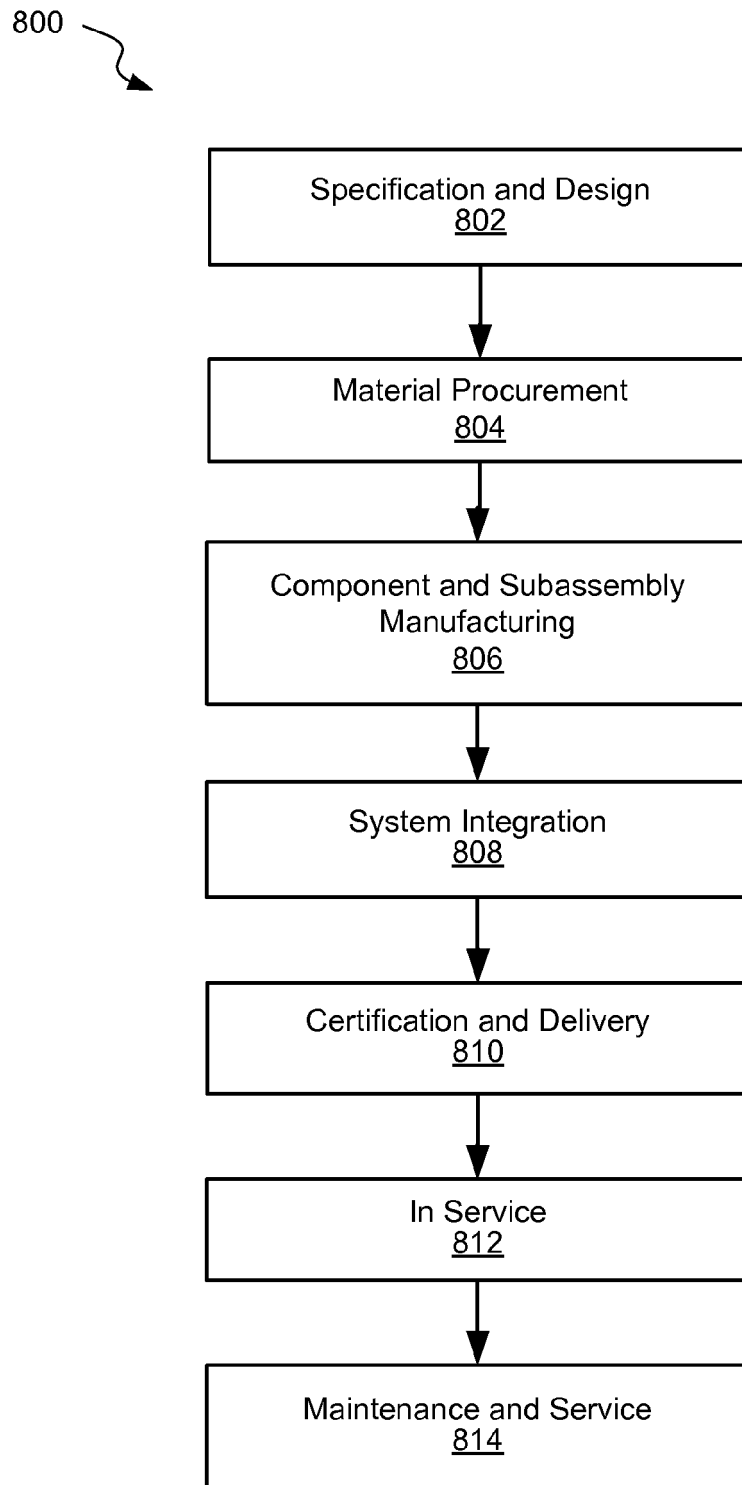 800
Specification and Design
802
Material Procurement
804
Component and Subassembly
Manufacturing
806
System Integration
808
Certification and Delivery
810
In Service
812
Maintenance and Service
814